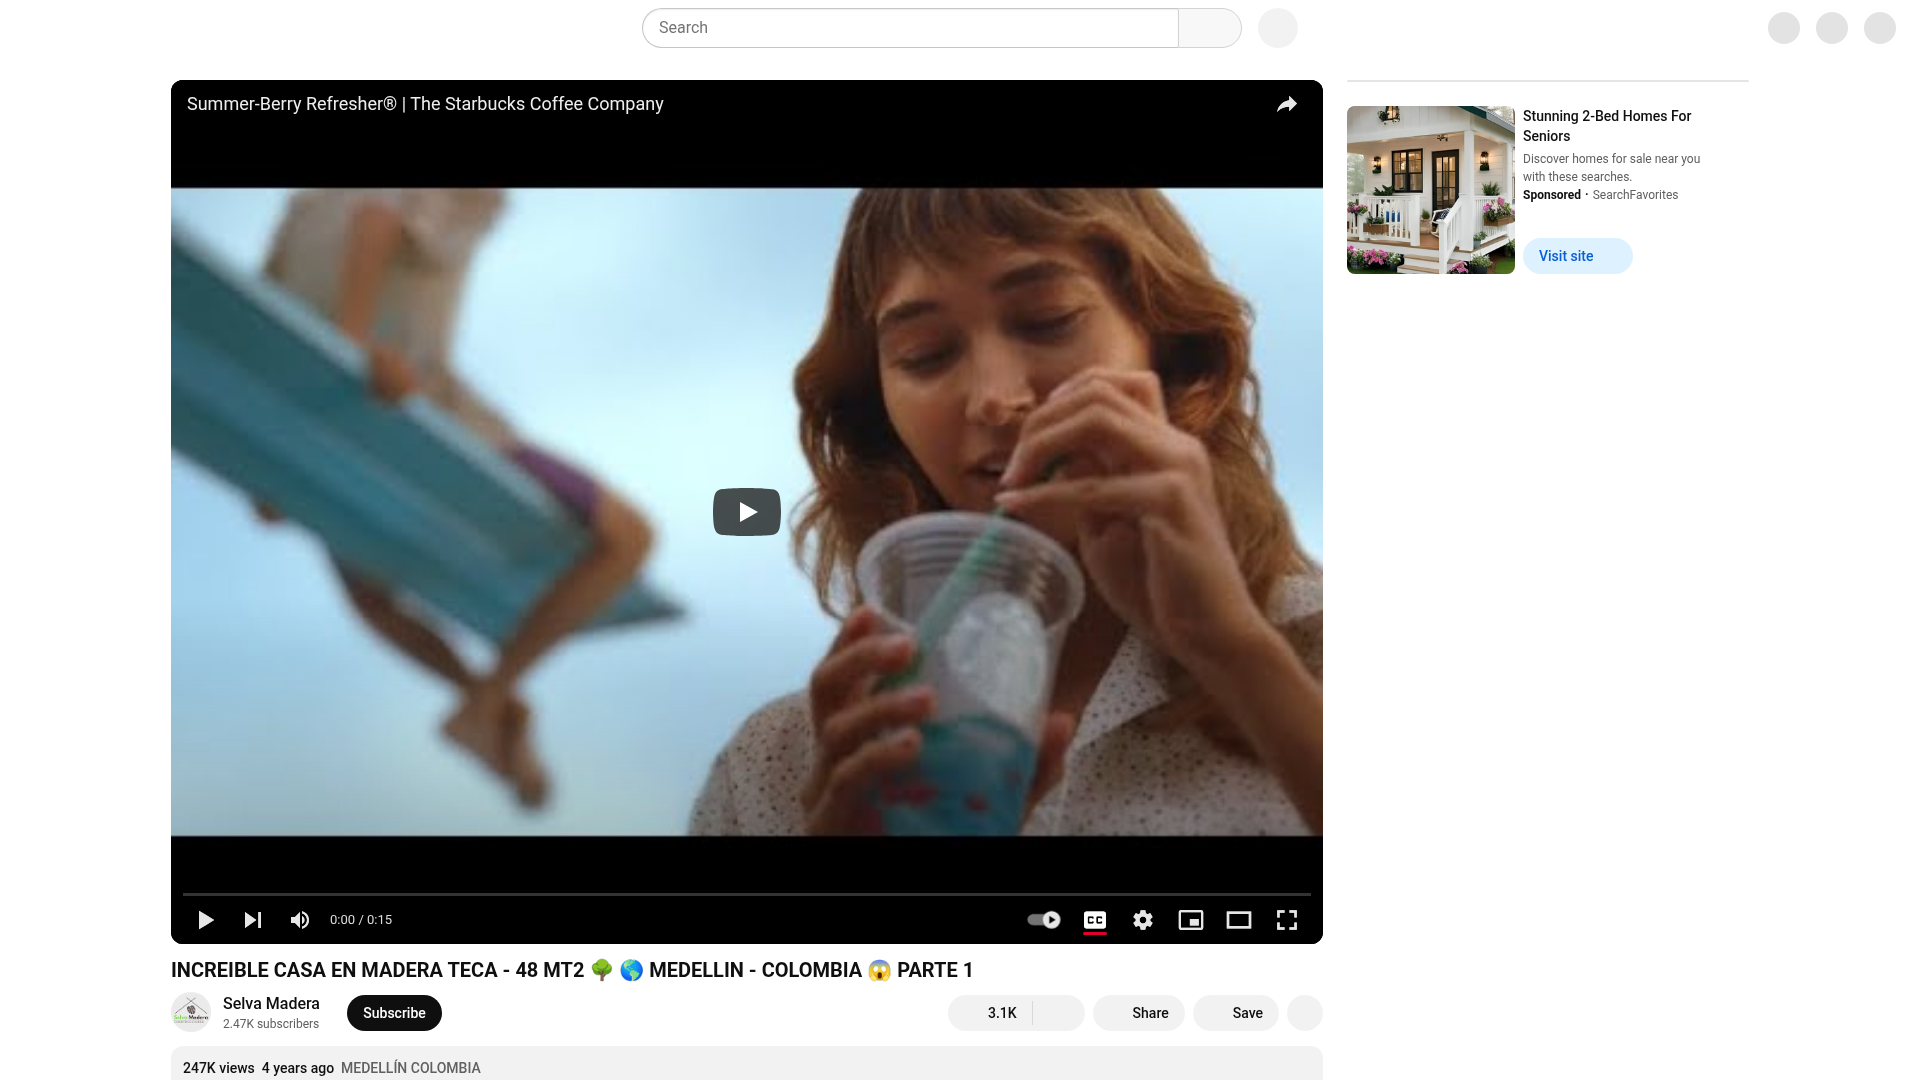 Search
Summer-Berry Refresher® | The Starbucks Coffee Company
Stunning 2-Bed Homes For
Seniors
Discover homes for sale near you
with these searches.
Sponsored · SearchFavorites
Visit site
0:00 / 0:15
CC
INCREIBLE CASA EN MADERA TECA - 48 MT2 🌳 🌎 MEDELLIN - COLOMBIA 😱 PARTE 1
Selva Madera
2.47K subscribers
Subscribe
3.1K
Share
Save
247K views 4 years ago MEDELLÍN COLOMBIA